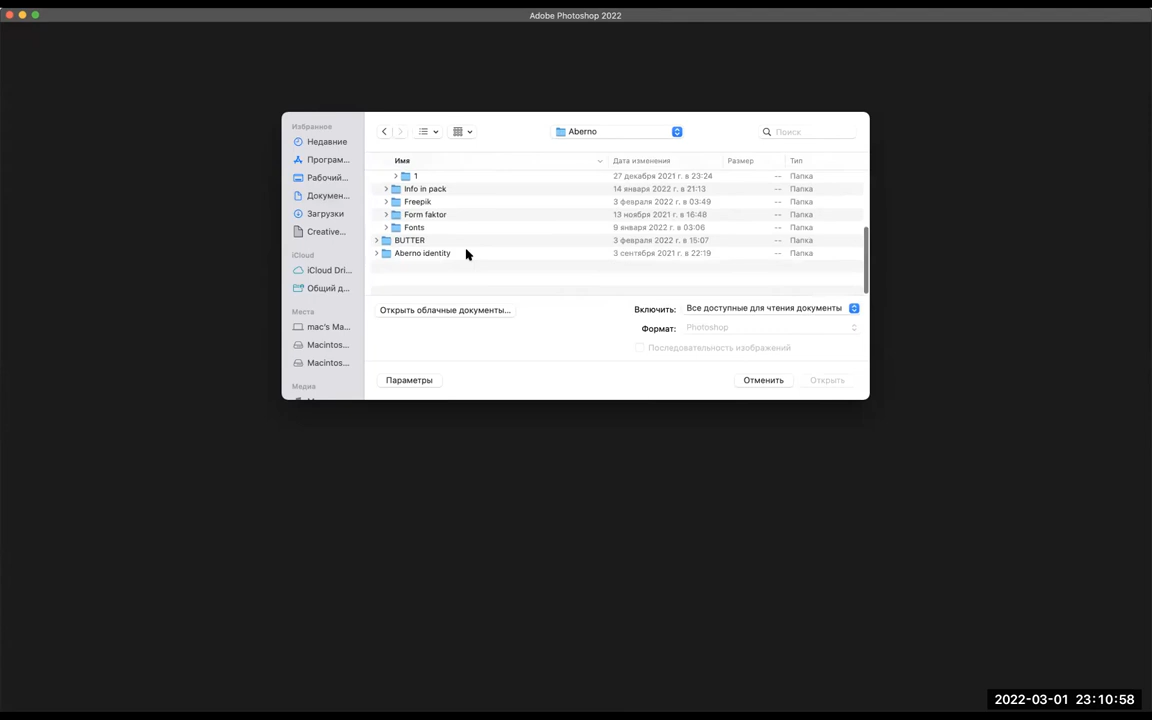 Adobe Photoshop 2022
Избранное
Недавние
Програм...
Рабочий...
Докумен...
Загрузки
Creative...
iCloud
iCloud Dri...
Общий д...
Места
mac's Ma...
Macintos...
Macintos...
Медиа
Aberno
Поиск
Имя Дата изменения Размер Тип
1 27 декабря 2021 г. в 23:24 -- Папка
Info in pack 14 января 2022 г. в 21:13 -- Папка
Freepik 3 февраля 2022 г. в 03:49 -- Папка
Form faktor 13 ноября 2021 г. в 16:48 -- Папка
Fonts 9 января 2022 г. в 03:06 -- Папка
BUTTER 3 февраля 2022 г. в 15:07 -- Папка
Aberno identity 3 сентября 2021 г. в 22:19 -- Папка
Открыть облачные документы...
Включить: Все доступные для чтения документы
Формат: Photoshop
Последовательность изображений
Параметры
Отменить
Открыть
2022-03-01 23:10:58